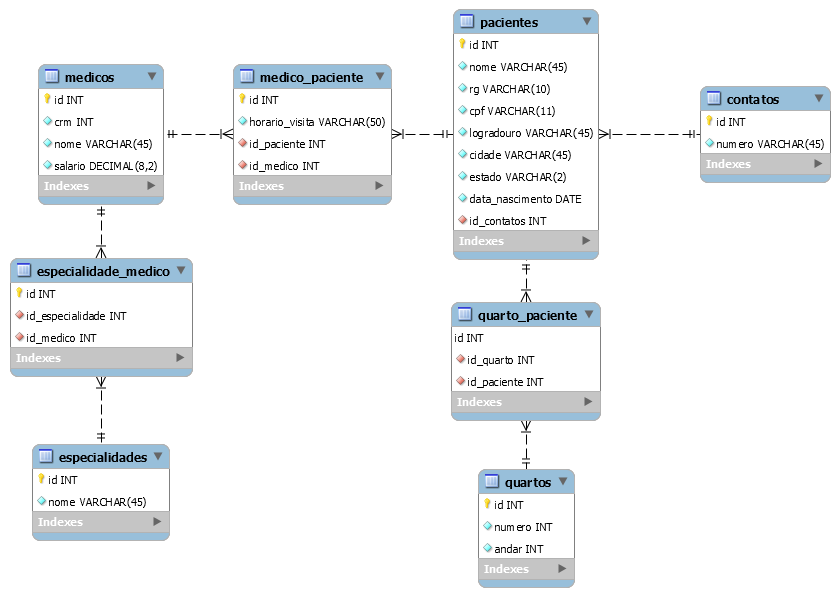 medicos
id INT
crm INT
nome VARCHAR(45)
salario DECIMAL(8,2)
Indexes
medico_paciente
id INT
horario_visita VARCHAR(50)
id_paciente INT
id_medico INT
Indexes
pacientes
id INT
nome VARCHAR(45)
rg VARCHAR(10)
cpf VARCHAR(11)
logradouro VARCHAR(45)
cidade VARCHAR(45)
estado VARCHAR(2)
data_nascimento DATE
id_contatos INT
Indexes
contatos
id INT
numero VARCHAR(45)
Indexes
especialidade_medico
id INT
id_especialidade INT
id_medico INT
Indexes
quarto_paciente
id INT
id_quarto INT
id_paciente INT
Indexes
especialidades
id INT
nome VARCHAR(45)
Indexes
quartos
id INT
numero INT
andar INT
Indexes